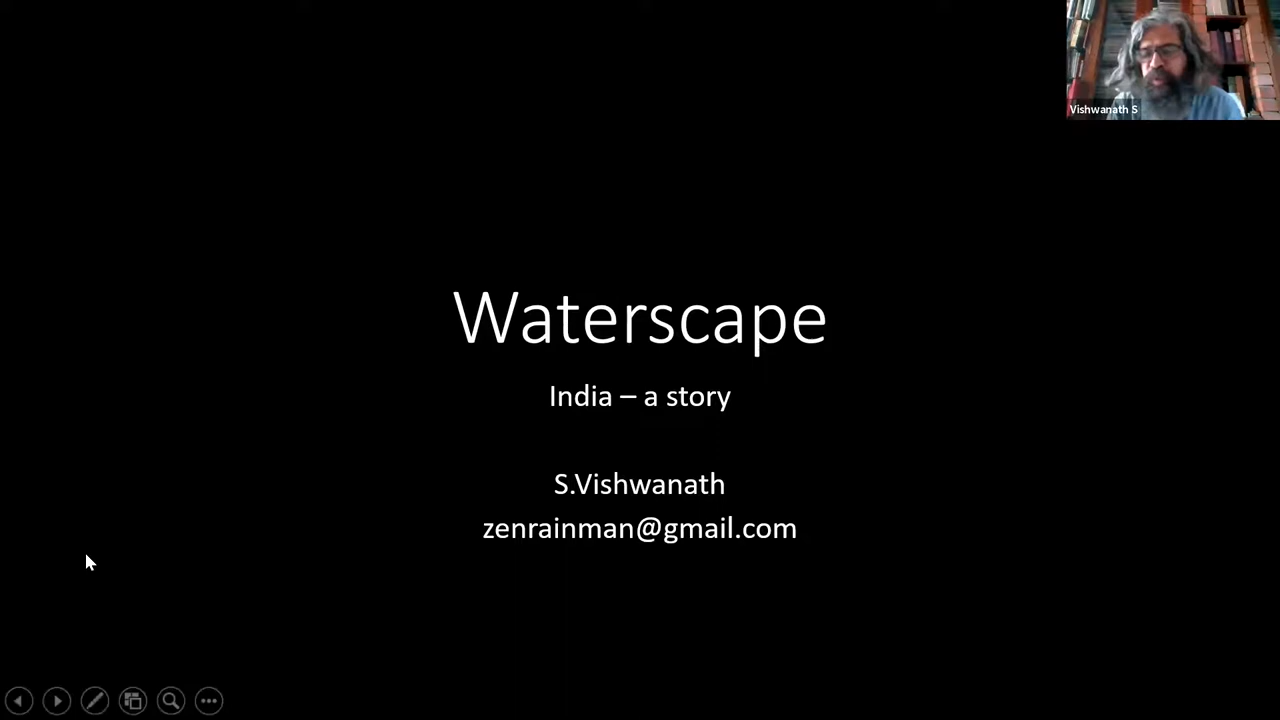 Vishwanath S
Waterscape
India – a story
S.Vishwanath
zenrainman@gmail.com